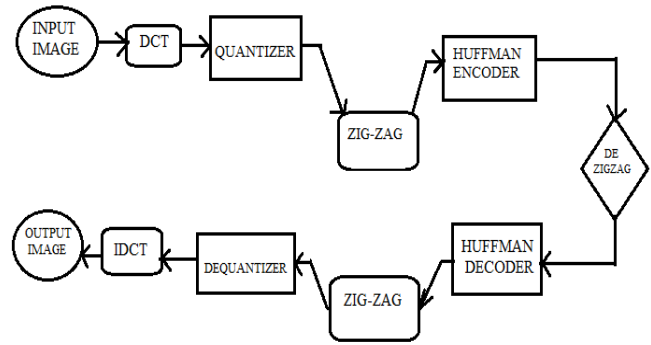 INPUT
IMAGE
DCT
QUANTIZER
ZIG-ZAG
HUFFMAN
ENCODER
DE
ZIGZAG
HUFFMAN
DECODER
ZIG-ZAG
DEQUANTIZER
IDCT
OUTPUT
IMAGE